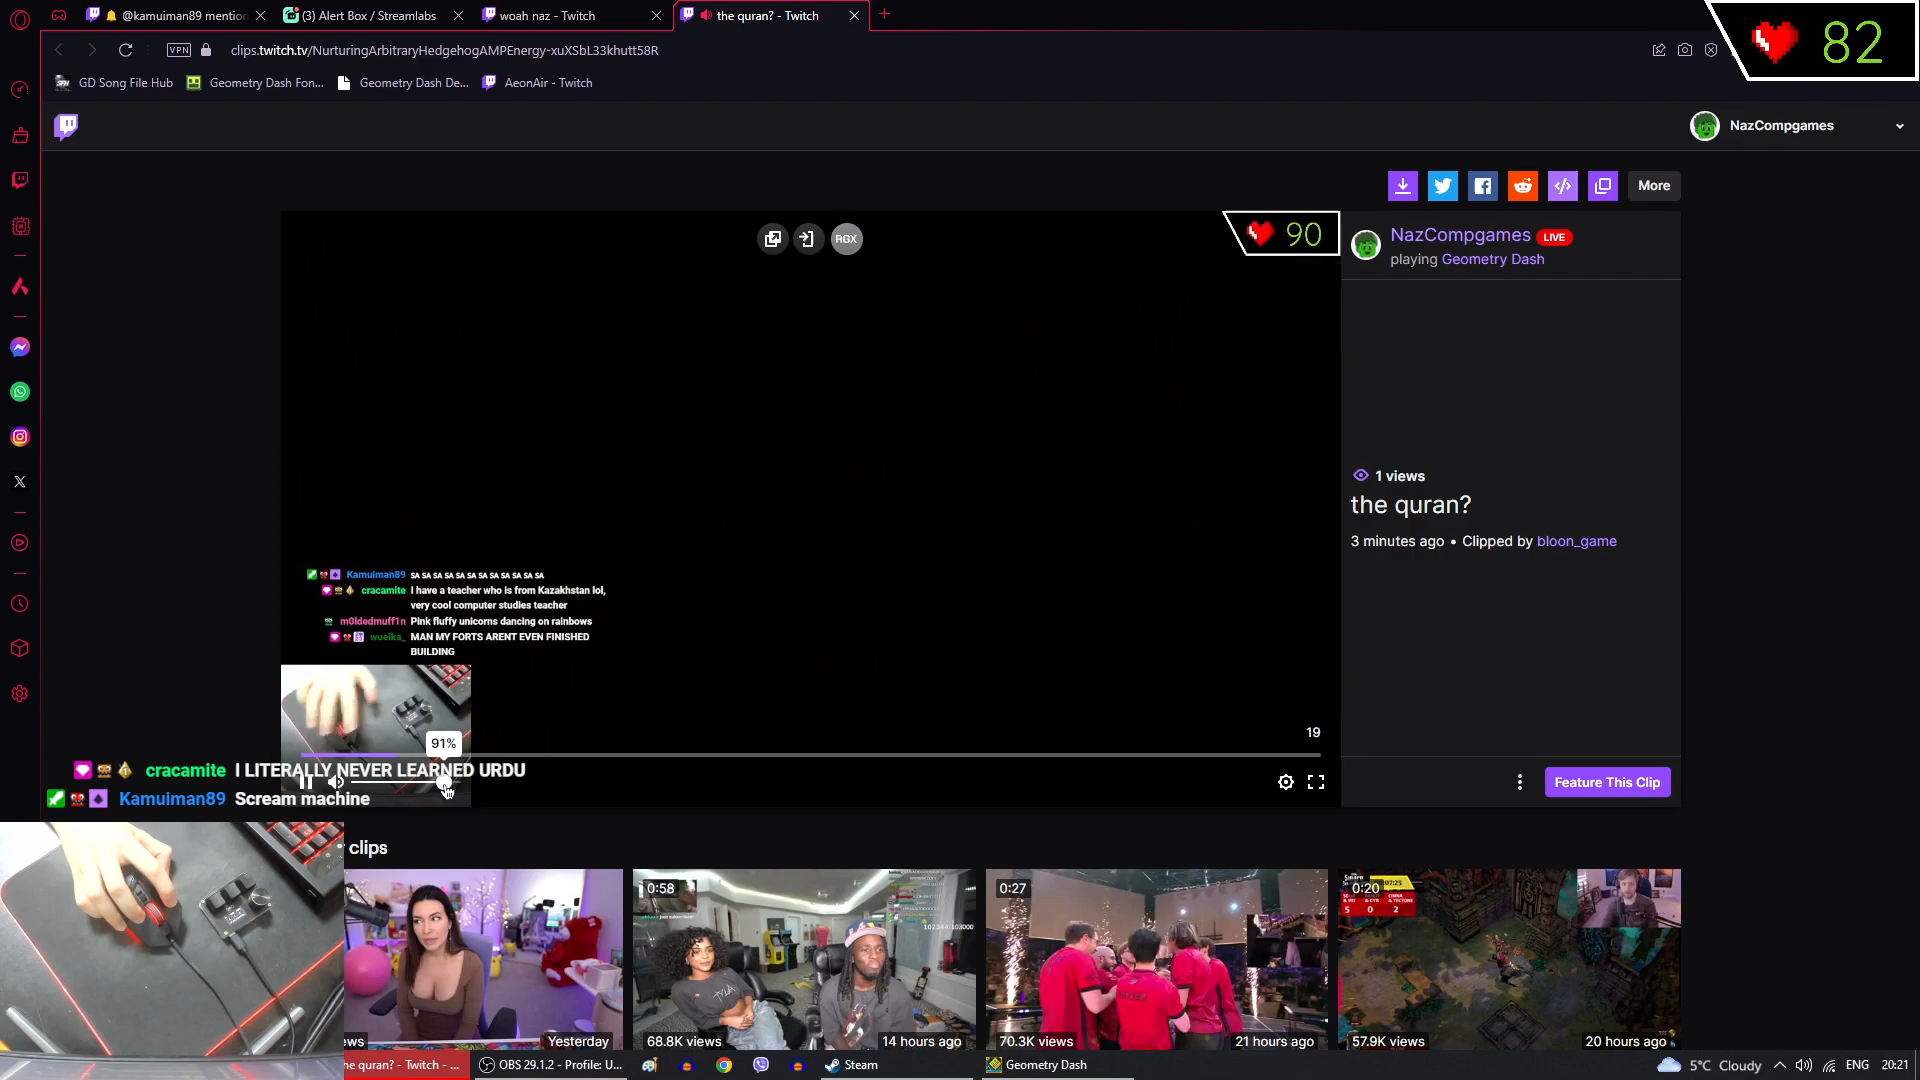 @kamuiman89 mention
(3) Alert Box / Streamlabs
woah naz - Twitch
the quran? - Twitch
82
VPN
clips.twitch.tv/NurturingArbitraryHedgehogAMPEnergy-xuXSbL33khutt58R
GD Song File Hub
Geometry Dash Fon...
Geometry Dash De...
AeonAir - Twitch
NazCompgames
More
RGX
90
NazCompgames LIVE
playing Geometry Dash
1 views
the quran?
3 minutes ago • Clipped by bloon_game
Kamuiman89 SA SA SA SA SA SA SA SA SA SA SA SA
cracamite I have a teacher who is from Kazakhstan lol,
very cool computer studies teacher
m0ldedmuff1n Pink fluffy unicorns dancing on rainbows
wueika_ MAN MY FORTS ARENT EVEN FINISHED
BUILDING
19
91%
cracamite I LITERALLY NEVER LEARNED URDU
Kamuiman89 Scream machine
Feature This Clip
clips
0:58
0:27
0:20
Yesterday
68.8K views
14 hours ago
70.3K views
21 hours ago
57.9K views
20 hours ago
he quran? - Twitch - ...
OBS 29.1.2 - Profile: U...
Steam
Geometry Dash
5°C Cloudy
ENG
20:21